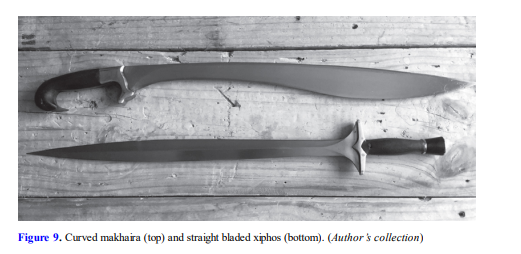 Figure 9. Curved makhaira (top) and straight bladed xiphos (bottom). (Author's collection)